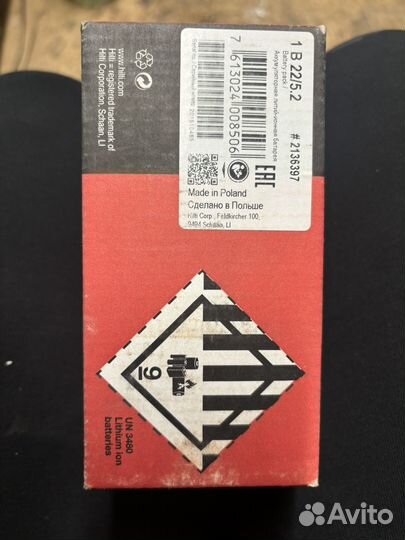 1 B 22/5.2
Battery pack /
Аккумуляторная литий-ионная батарея
# 2136397
7 613024 008506
EAC
Made in Poland
Сделано в Польше
Hilti Corp., Feldkircher 100,
9494 Schaan, LI
www.hilti.com
Hilti = registered trademark of
Hilti Corporation, Schaan, LI
9
UN 3480
Lithium ion
batteries
Avito